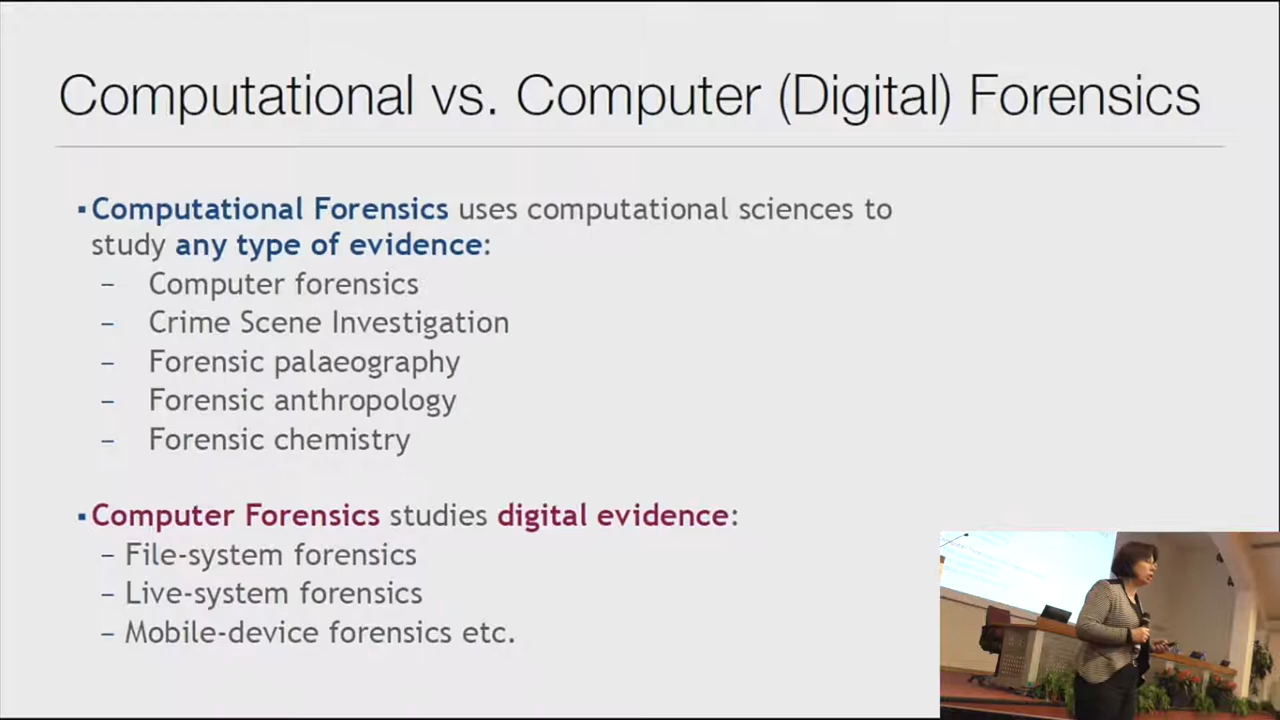 Computational vs. Computer (Digital) Forensics
▪Computational Forensics uses computational sciences to
study any type of evidence:
– Computer forensics
– Crime Scene Investigation
– Forensic palaeography
– Forensic anthropology
– Forensic chemistry
▪Computer Forensics studies digital evidence:
– File-system forensics
– Live-system forensics
– Mobile-device forensics etc.